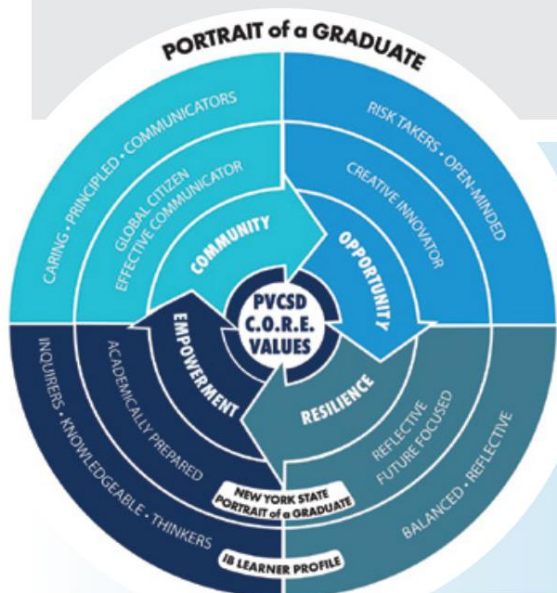 PORTRAIT of a GRADUATE
CARING • PRINCIPLED • COMMUNICATORS
GLOBAL CITIZEN
EFFECTIVE COMMUNICATOR
COMMUNITY
RISK TAKERS • OPEN-MINDED
CREATIVE INNOVATOR
OPPORTUNITY
PVCSD
C.O.R.E.
VALUES
EMPOWERMENT
ACADEMICALLY PREPARED
INQUIRERS • KNOWLEDGEABLE • THINKERS
RESILIENCE
REFLECTIVE
FUTURE FOCUSED
BALANCED • REFLECTIVE
NEW YORK STATE
PORTRAIT of a GRADUATE
iB LEARNER PROFILE